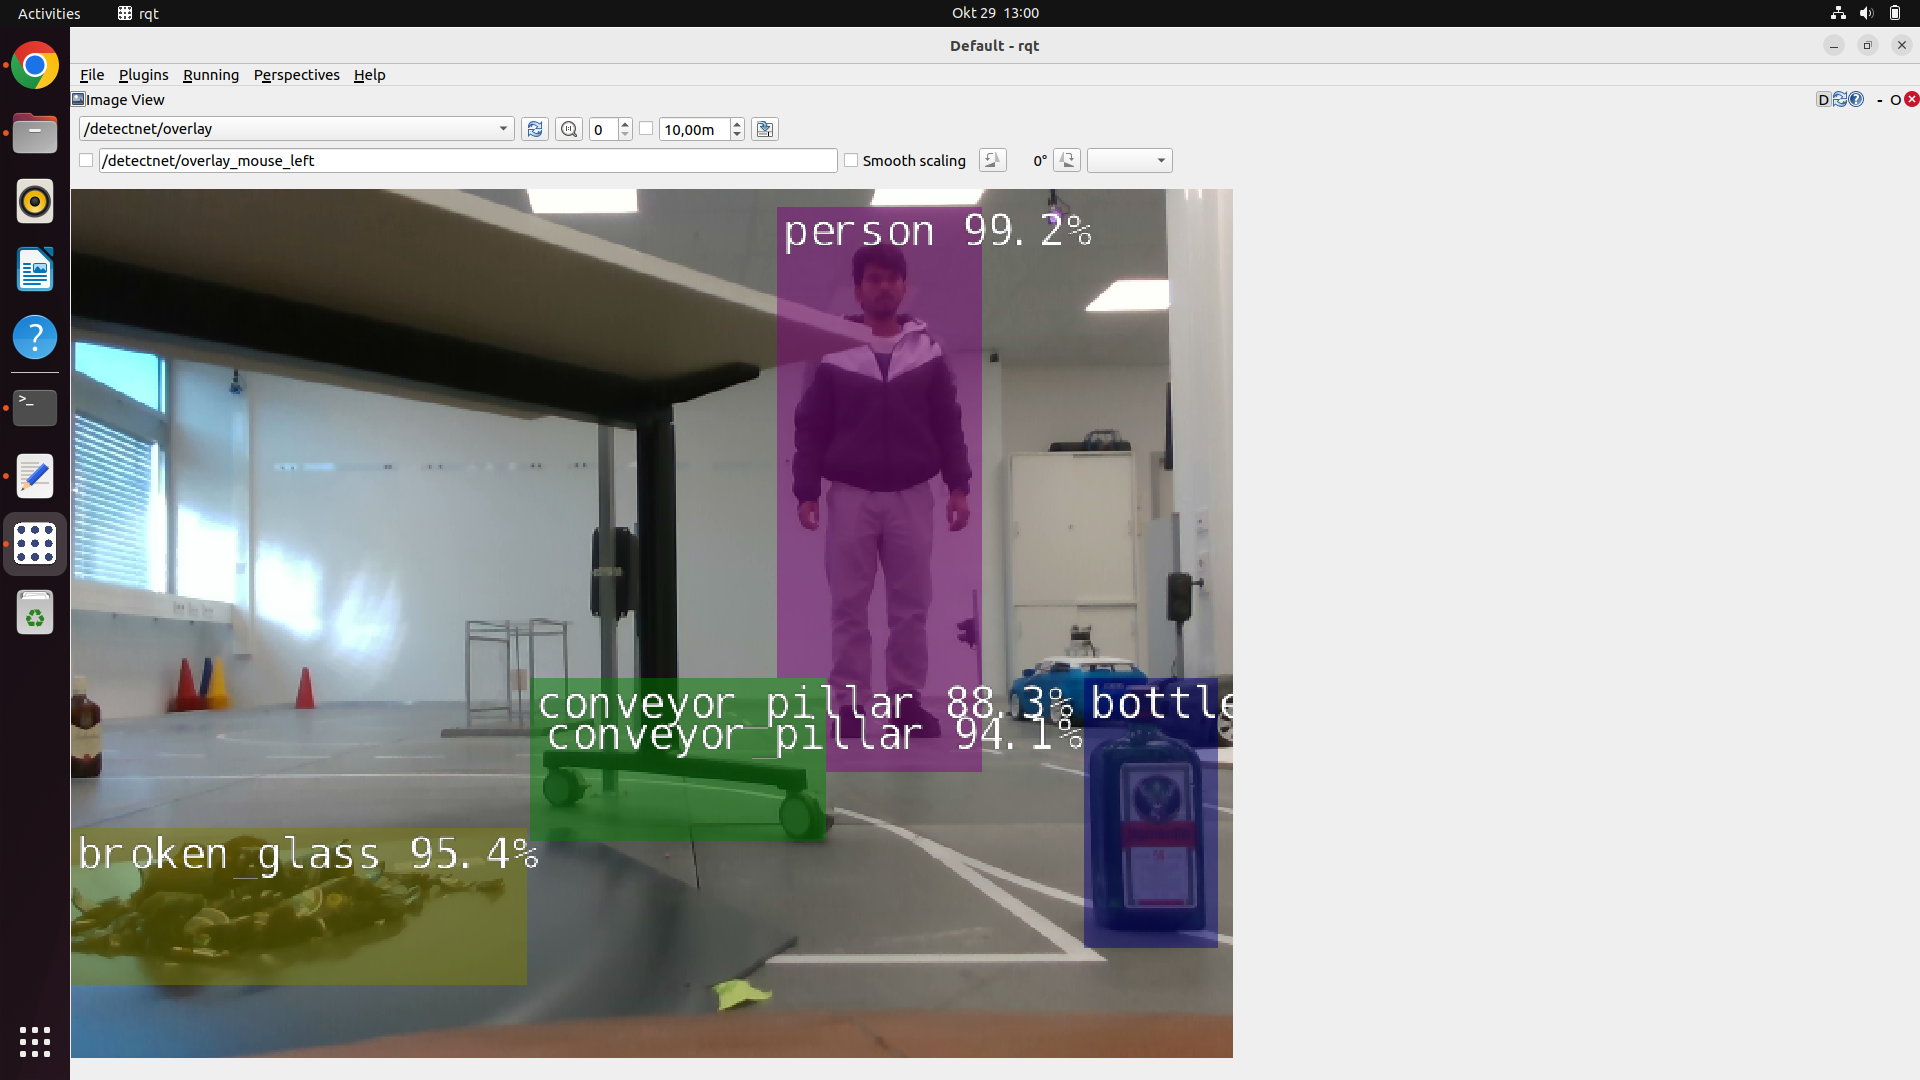 Activities
rqt
Okt 29 13:00
Default - rqt
File Plugins Running Perspectives Help
Image View
D
- O
/detectnet/overlay
0
10,00m
/detectnet/overlay_mouse_left
Smooth scaling
0°
person 99.2%
conveyor_pillar 88.3%
bottle
conveyor_pillar 94.1%
broken_glass 95.4%
56